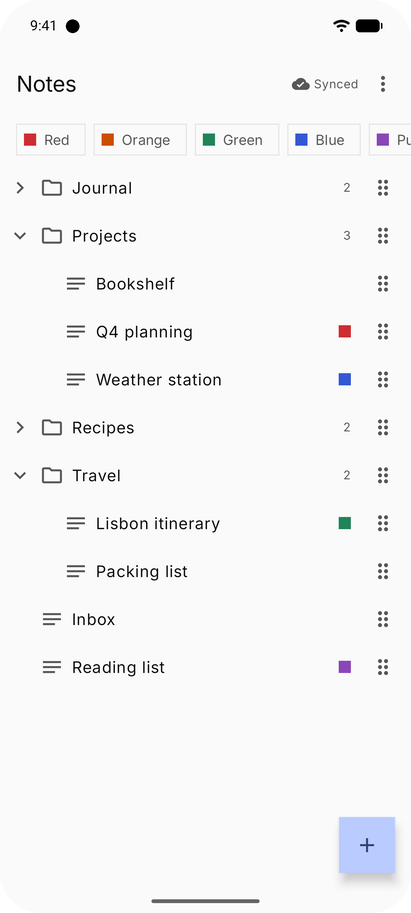 9:41
Notes
Synced
Red Orange Green Blue Pu
Journal 2
Projects 3
Bookshelf
Q4 planning
Weather station
Recipes 2
Travel 2
Lisbon itinerary
Packing list
Inbox
Reading list